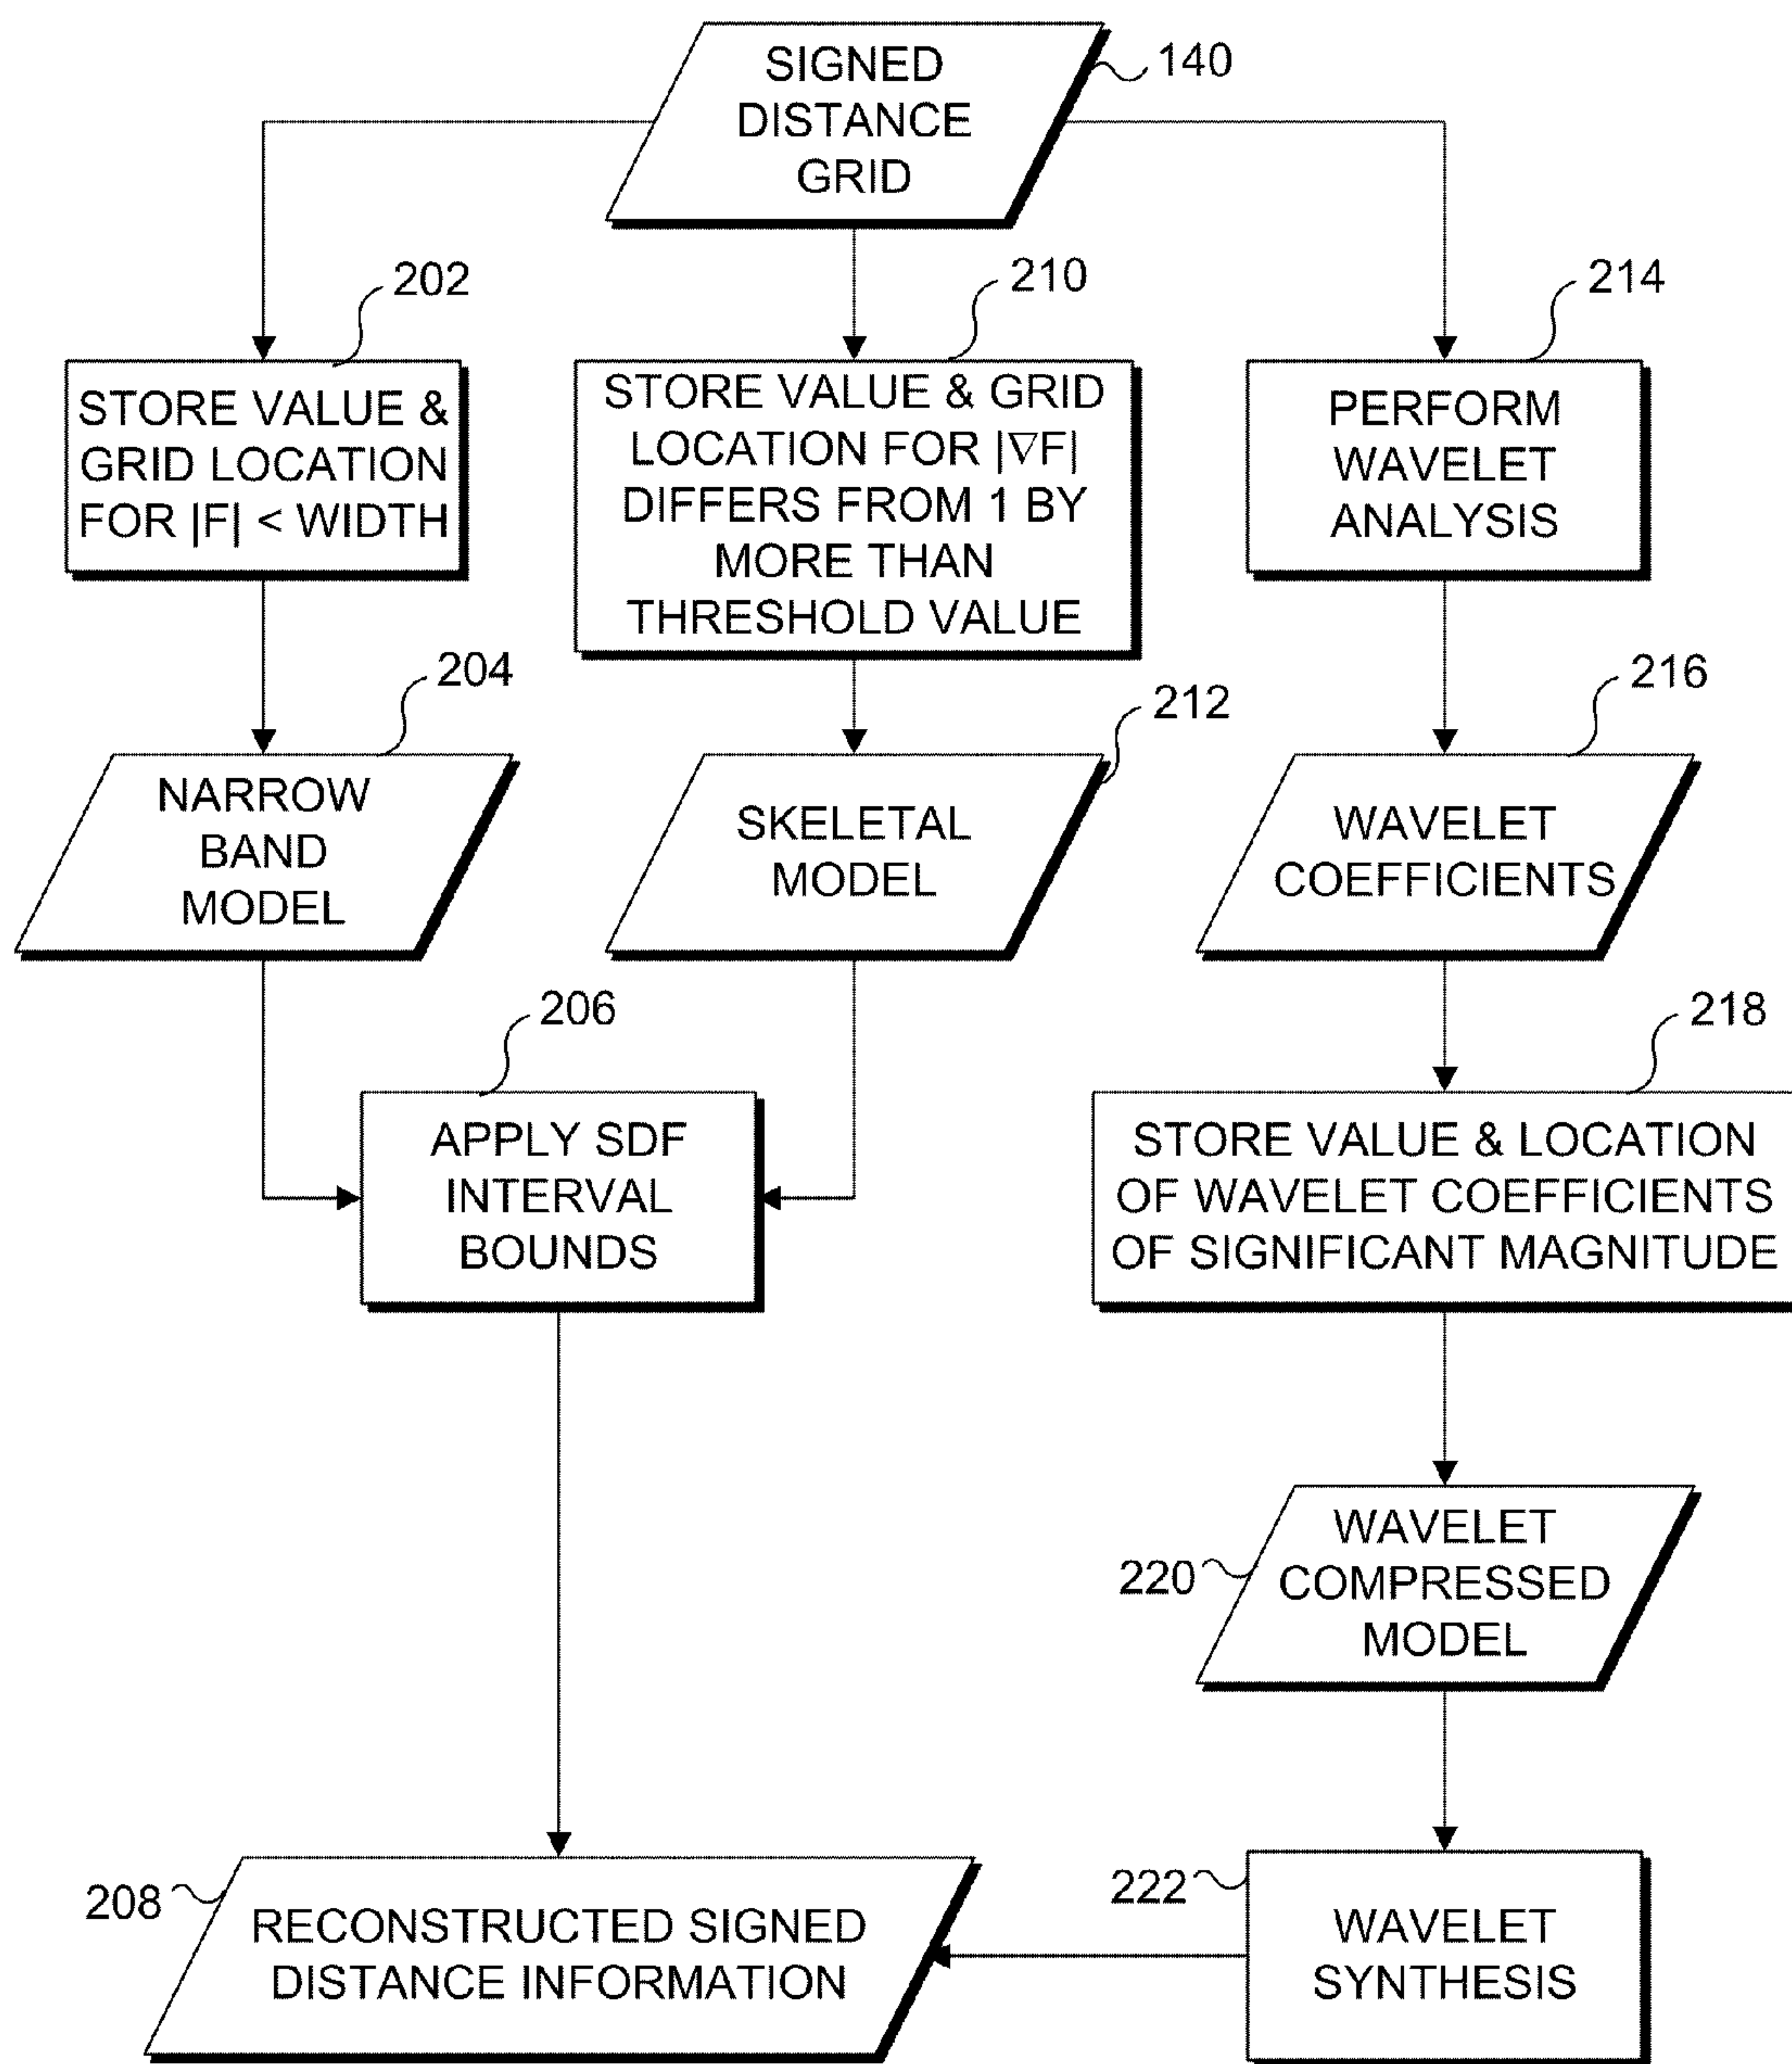 SIGNED
DISTANCE
GRID
140
202
210
214
STORE VALUE &
GRID LOCATION
FOR |F| < WIDTH
STORE VALUE & GRID
LOCATION FOR |∇F|
DIFFERS FROM 1 BY
MORE THAN
THRESHOLD VALUE
PERFORM
WAVELET
ANALYSIS
204
212
216
NARROW
BAND
MODEL
SKELETAL
MODEL
WAVELET
COEFFICIENTS
206
218
APPLY SDF
INTERVAL
BOUNDS
STORE VALUE & LOCATION
OF WAVELET COEFFICIENTS
OF SIGNIFICANT MAGNITUDE
220
WAVELET
COMPRESSED
MODEL
208
RECONSTRUCTED SIGNED
DISTANCE INFORMATION
222
WAVELET
SYNTHESIS